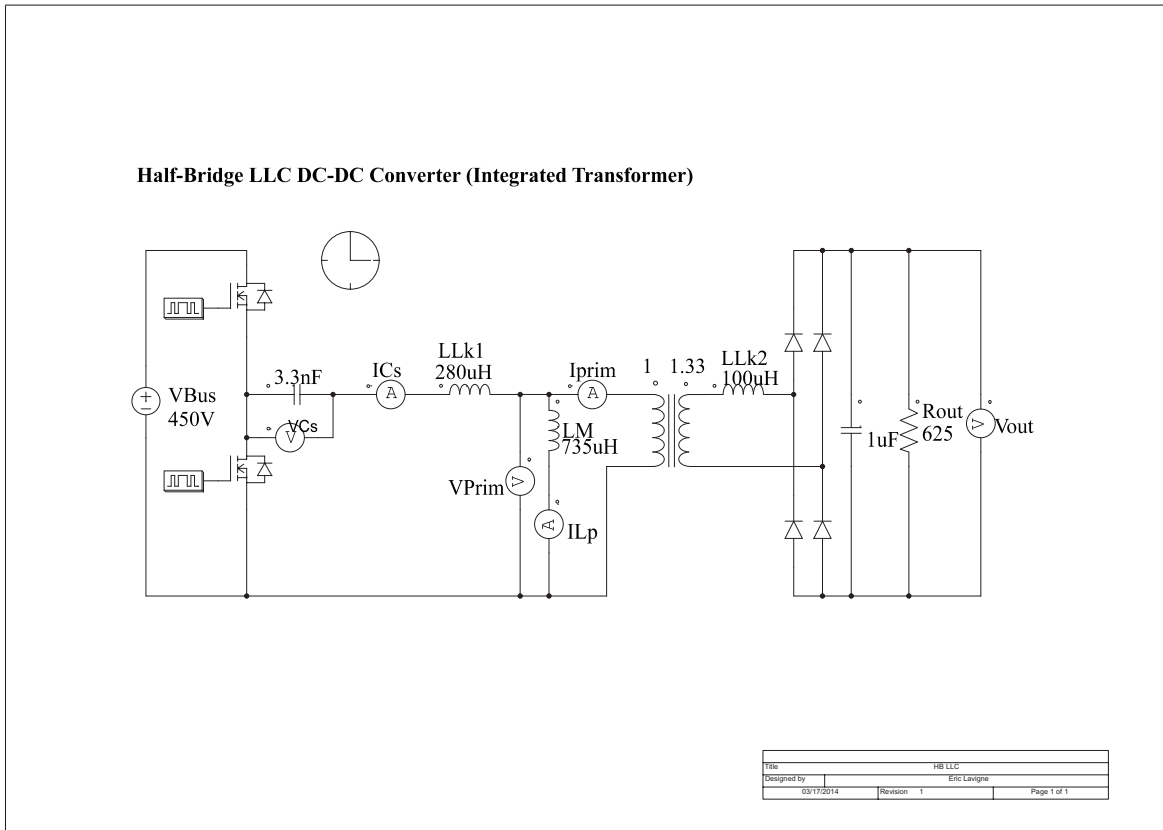 Half-Bridge LLC DC-DC Converter (Integrated Transformer)
VBus
450V
3.3nF
VCs
V
ICs
A
LLk1
280uH
VPrim
V
LM
735uH
A
ILp
Iprim
A
1
1.33
LLk2
100uH
1uF
Rout
625
V
Vout
Title
HB LLC
Designed by
Eric Lavigne
03/17/2014
Revision 1
Page 1 of 1